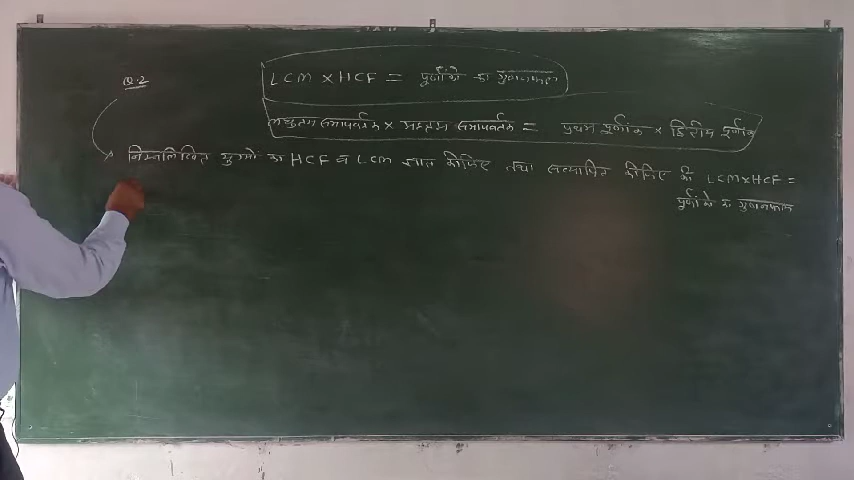 Q.2
LCM × HCF = पूर्णांकों का गुणनफल
लघुत्तम समापवर्तक × महत्तम समापवर्तक = प्रथम पूर्णांक × द्वितीय पूर्णांक
निम्नलिखित युग्मों का HCF व LCM ज्ञात कीजिए तथा सत्यापित कीजिए कि LCM×HCF =
पूर्णांकों का गुणनफल